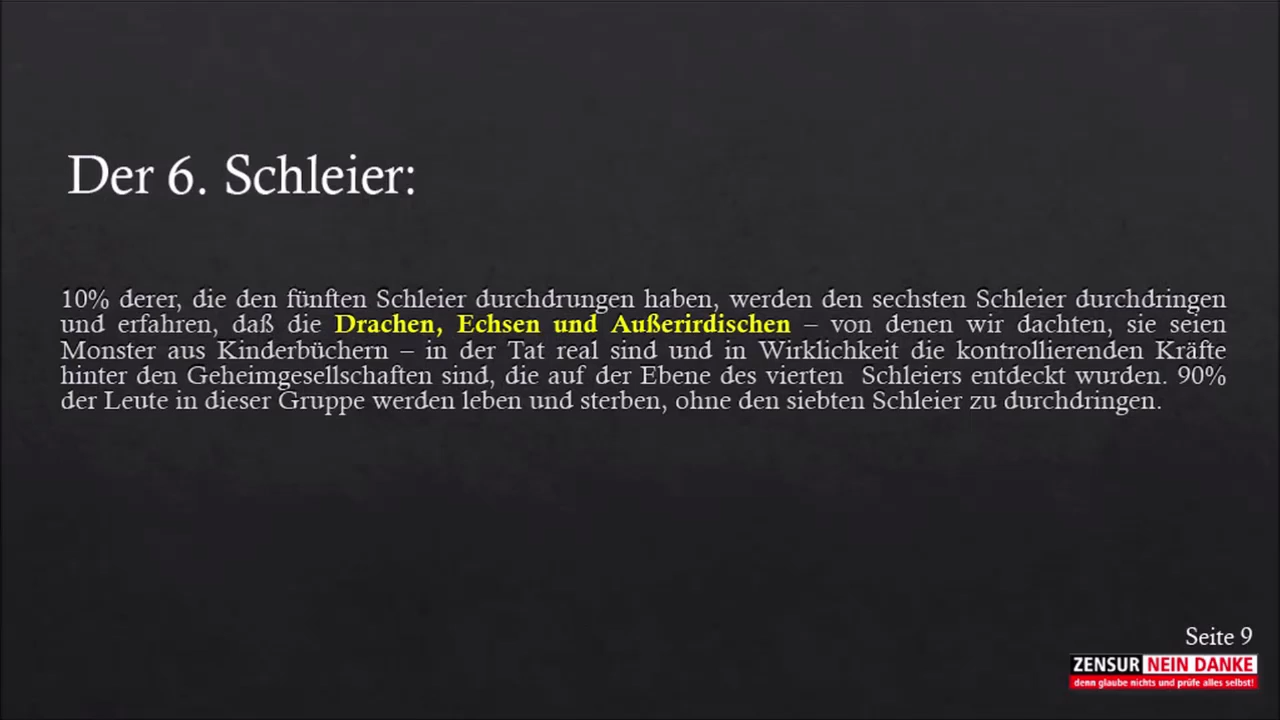 Der 6. Schleier:
10% derer, die den fünften Schleier durchdrungen haben, werden den sechsten Schleier durchdringen
und erfahren, daß die Drachen, Echsen und Außerirdischen – von denen wir dachten, sie seien
Monster aus Kinderbüchern – in der Tat real sind und in Wirklichkeit die kontrollierenden Kräfte
hinter den Geheimgesellschaften sind, die auf der Ebene des vierten Schleiers entdeckt wurden. 90%
der Leute in dieser Gruppe werden leben und sterben, ohne den siebten Schleier zu durchdringen.
Seite 9
ZENSUR NEIN DANKE
denn glaube nichts und prüfe alles selbst!